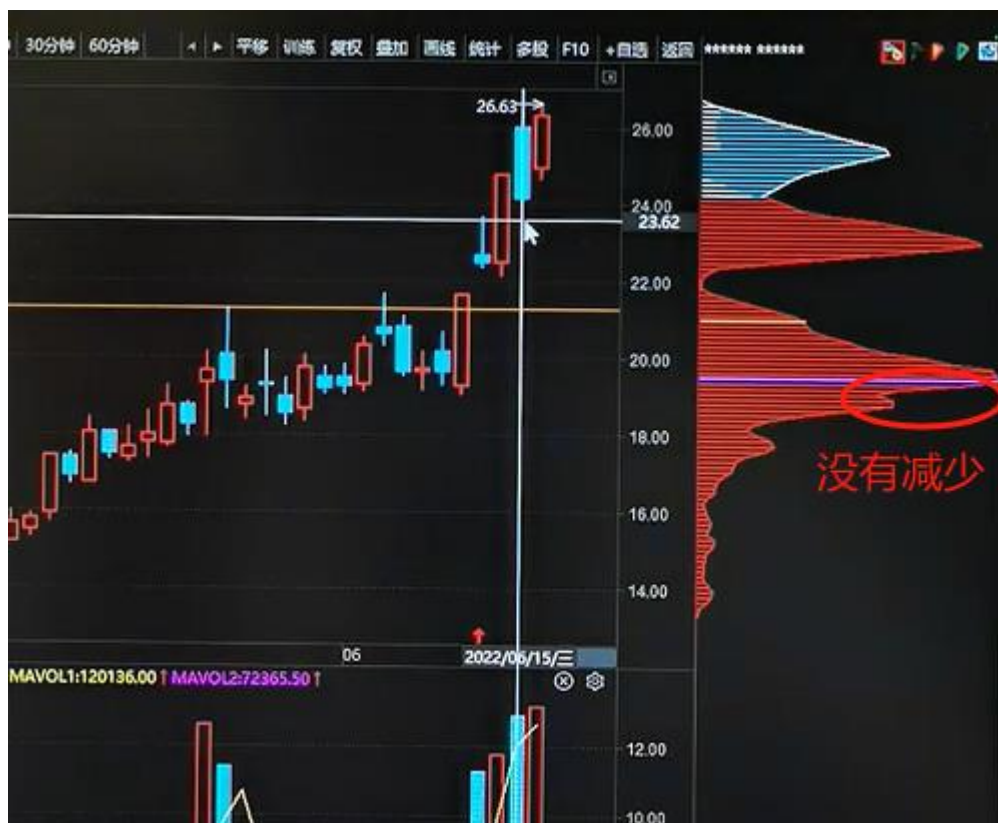 30分钟 60分钟 平移 训练 复权 叠加 画线 统计 多股 F10 +自选 返回 ****** ******
26.63
26.00
24.00
23.62
22.00
20.00
没有减少
18.00
16.00
14.00
06 2022/06/15/三
MAVOL1:120136.00↑ MAVOL2:72365.50↑
12.00
10.00